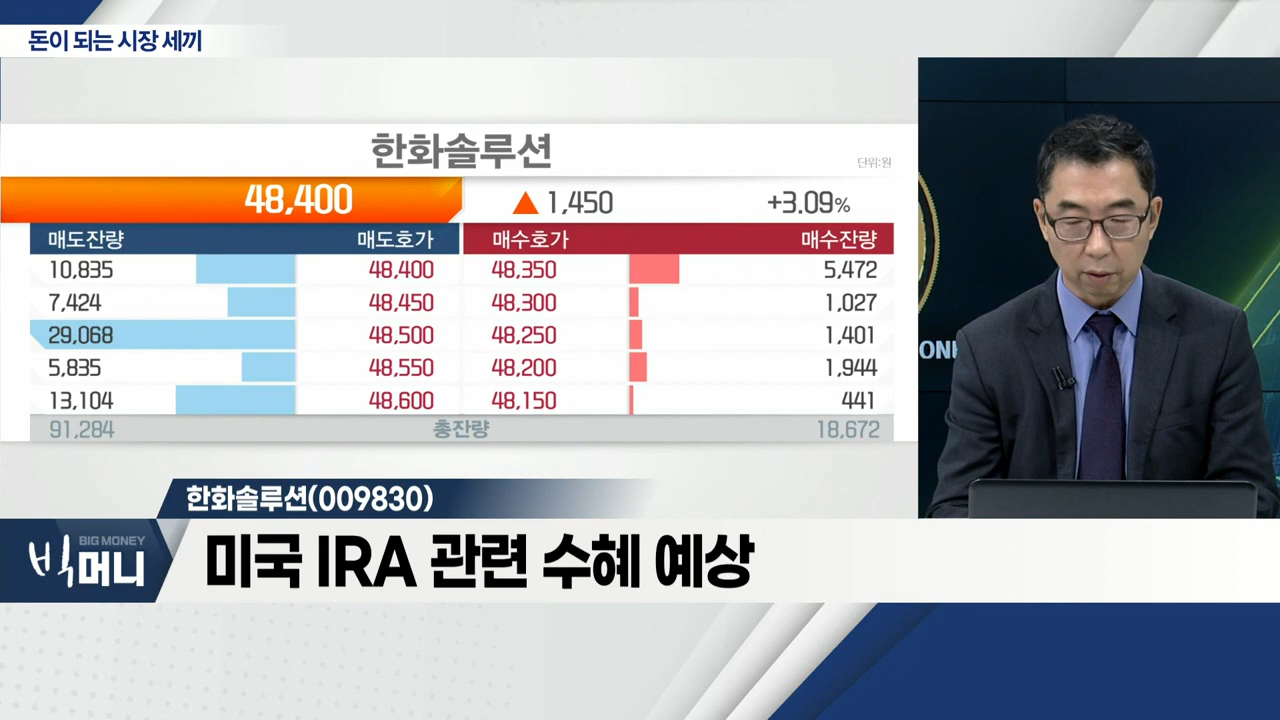 돈이 되는 시장 세끼
한화솔루션
단위:원
48,400 ▲ 1,450 +3.09%
매도잔량 매도호가 매수호가 매수잔량
10,835 48,400 48,350 5,472
7,424 48,450 48,300 1,027
29,068 48,500 48,250 1,401
5,835 48,550 48,200 1,944
13,104 48,600 48,150 441
91,284 총잔량 18,672
ON
한화솔루션(009830)
BIG MONEY
빅머니
미국 IRA 관련 수혜 예상